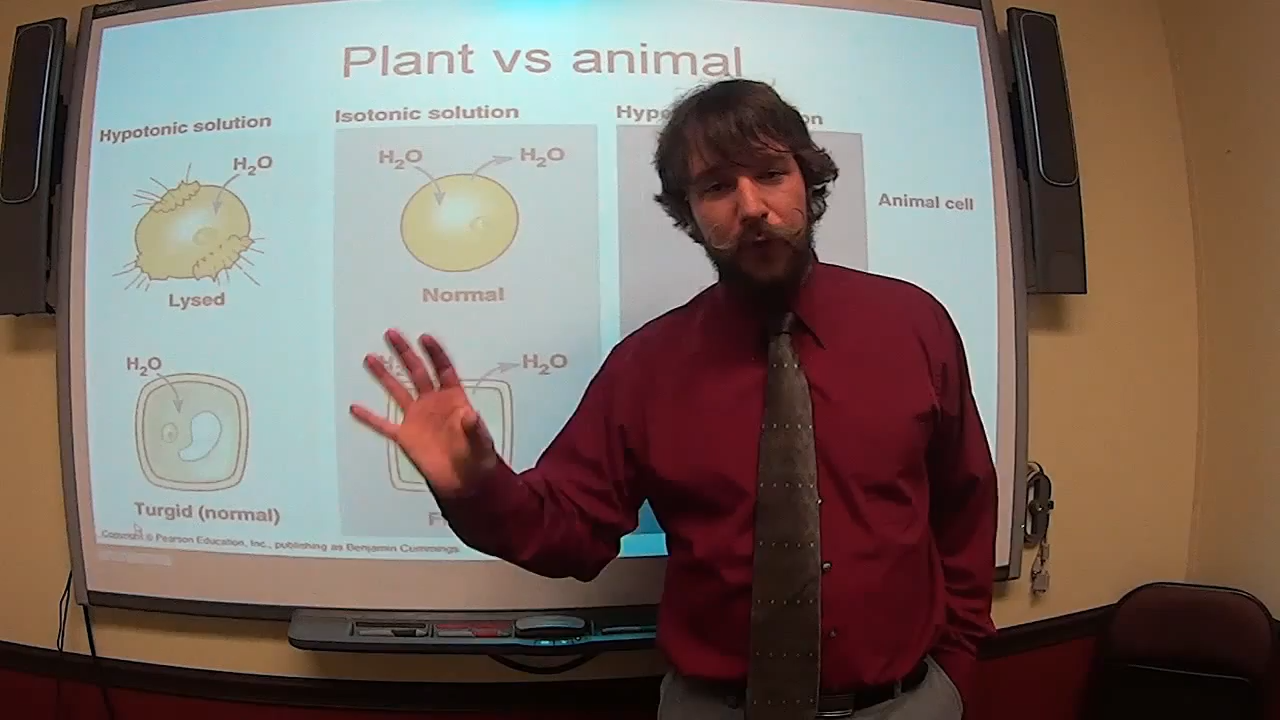 Plant vs animal
Hypotonic solution
Isotonic solution
H₂O
H₂O
H₂O
Animal cell
Lysed
Normal
H₂O
H₂O
Turgid (normal)
Copyright © Pearson Education, Inc., publishing as Benjamin Cummings.